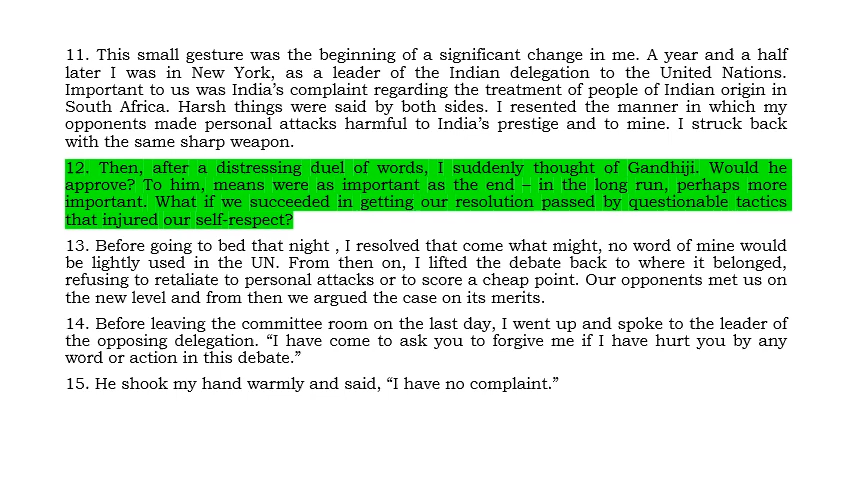 11. This small gesture was the beginning of a significant change in me. A year and a half
later I was in New York, as a leader of the Indian delegation to the United Nations.
Important to us was India’s complaint regarding the treatment of people of Indian origin in
South Africa. Harsh things were said by both sides. I resented the manner in which my
opponents made personal attacks harmful to India’s prestige and to mine. I struck back
with the same sharp weapon.
12. Then, after a distressing duel of words, I suddenly thought of Gandhiji. Would he
approve? To him, means were as important as the end – in the long run, perhaps more
important. What if we succeeded in getting our resolution passed by questionable tactics
that injured our self-respect?
13. Before going to bed that night , I resolved that come what might, no word of mine would
be lightly used in the UN. From then on, I lifted the debate back to where it belonged,
refusing to retaliate to personal attacks or to score a cheap point. Our opponents met us on
the new level and from then we argued the case on its merits.
14. Before leaving the committee room on the last day, I went up and spoke to the leader of
the opposing delegation. “I have come to ask you to forgive me if I have hurt you by any
word or action in this debate.”
15. He shook my hand warmly and said, “I have no complaint.”